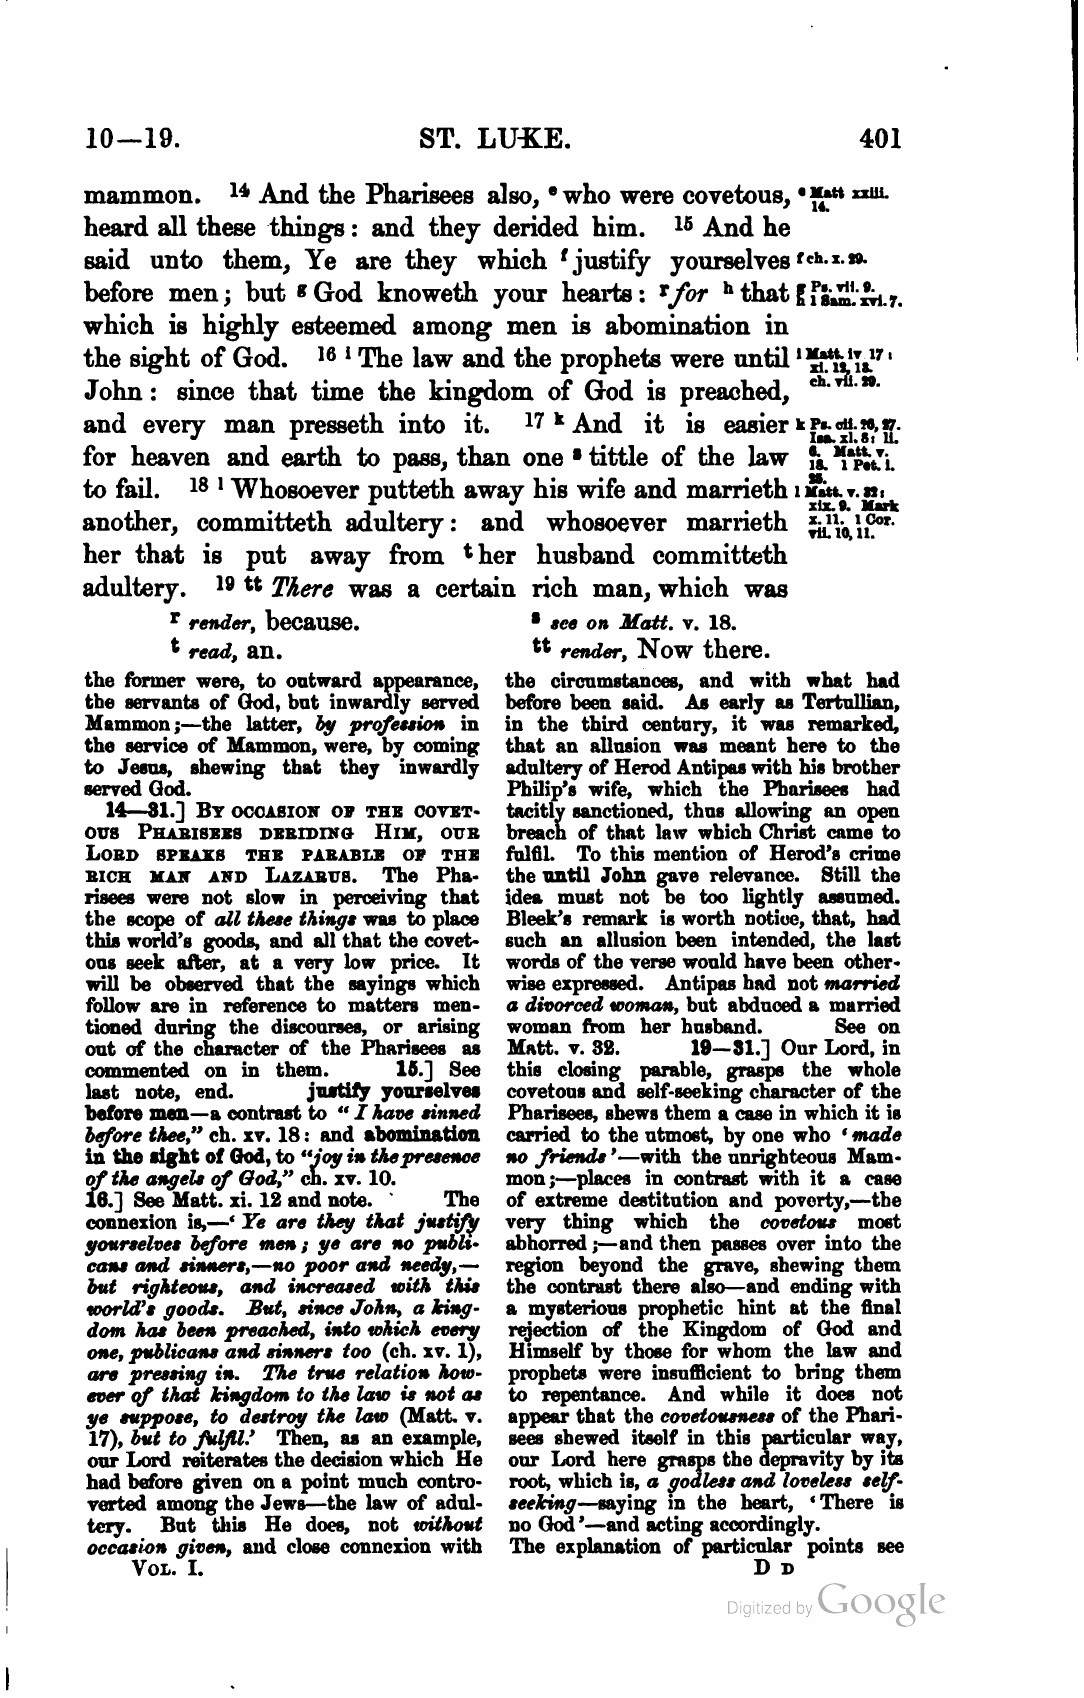 10—19. ST. LUKE. 401
mammon. 14 And the Pharisees also, e who were covetous,
heard all these things: and they derided him. 15 And he
said unto them, Ye are they which f justify yourselves
before men; but g God knoweth your hearts: r for h that
which is highly esteemed among men is abomination in
the sight of God. 16 i The law and the prophets were until
John: since that time the kingdom of God is preached,
and every man presseth into it. 17 k And it is easier
for heaven and earth to pass, than one s tittle of the law
to fail. 18 l Whosoever putteth away his wife and marrieth
another, committeth adultery: and whosoever marrieth
her that is put away from t her husband committeth
adultery. 19 tt There was a certain rich man, which was
e Matt xxiii.
14.
f ch. x. 29.
g Ps. vii. 9.
h 1 Sam. xvi. 7.
i Matt. iv 17:
xi. 12, 13.
ch. vii. 29.
k Ps. cii. 26, 27.
Isa. xl. 8: li.
6. Matt. v.
18. 1 Pet. i.
25.
l Matt. v. 32:
xix. 9. Mark
x. 11. 1 Cor.
vii. 10, 11.
r render, because.
s see on Matt. v. 18.
t read, an.
tt render, Now there.
the former were, to outward appearance,
the servants of God, but inwardly served
Mammon;—the latter, by profession in
the service of Mammon, were, by coming
to Jesus, shewing that they inwardly
served God.
14—31.] BY OCCASION OF THE COVET-
OUS PHARISEES DERIDING HIM, OUR
LORD SPEAKS THE PARABLE OF THE
RICH MAN AND LAZARUS. The Pha-
risees were not slow in perceiving that
the scope of all these things was to place
this world's goods, and all that the covet-
ous seek after, at a very low price. It
will be observed that the sayings which
follow are in reference to matters men-
tioned during the discourses, or arising
out of the character of the Pharisees as
commented on in them. 15.] See
last note, end. justify yourselves
before men—a contrast to "I have sinned
before thee," ch. xv. 18: and abomination
in the sight of God, to "joy in the presence
of the angels of God," ch. xv. 10.
16.] See Matt. xi. 12 and note. The
connexion is,—‘Ye are they that justify
yourselves before men; ye are no publi-
cans and sinners,—no poor and needy,—
but righteous, and increased with this
world's goods. But, since John, a king-
dom has been preached, into which every
one, publicans and sinners too (ch. xv. 1),
are pressing in. The true relation how-
ever of that kingdom to the law is not as
ye suppose, to destroy the law (Matt. v.
17), but to fulfil.’ Then, as an example,
our Lord reiterates the decision which He
had before given on a point much contro-
verted among the Jews—the law of adul-
tery. But this He does, not without
occasion given, and close connexion with
VOL. I.
the circumstances, and with what had
before been said. As early as Tertullian,
in the third century, it was remarked,
that an allusion was meant here to the
adultery of Herod Antipas with his brother
Philip's wife, which the Pharisees had
tacitly sanctioned, thus allowing an open
breach of that law which Christ came to
fulfil. To this mention of Herod's crime
the until John gave relevance. Still the
idea must not be too lightly assumed.
Bleek's remark is worth notice, that, had
such an allusion been intended, the last
words of the verse would have been other-
wise expressed. Antipas had not married
a divorced woman, but abduced a married
woman from her husband. See on
Matt. v. 32. 19—31.] Our Lord, in
this closing parable, grasps the whole
covetous and self-seeking character of the
Pharisees, shews them a case in which it is
carried to the utmost, by one who ‘made
no friends’—with the unrighteous Mam-
mon;—places in contrast with it a case
of extreme destitution and poverty,—the
very thing which the covetous most
abhorred;—and then passes over into the
region beyond the grave, shewing them
the contrast there also—and ending with
a mysterious prophetic hint at the final
rejection of the Kingdom of God and
Himself by those for whom the law and
prophets were insufficient to bring them
to repentance. And while it does not
appear that the covetousness of the Phari-
sees shewed itself in this particular way,
our Lord here grasps the depravity by its
root, which is, a godless and loveless self-
seeking—saying in the heart, ‘There is
no God’—and acting accordingly.
The explanation of particular points see
D D
Digitized by Google